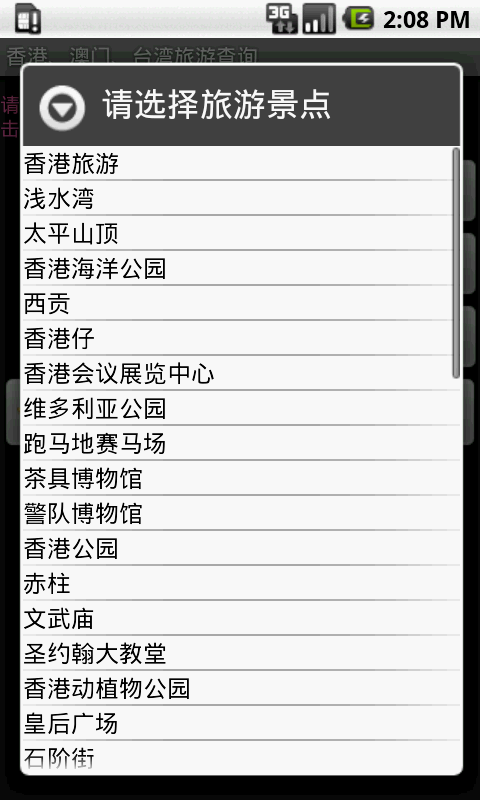 3G
2:08 PM
香港、澳门、台湾旅游查询
请
击
请选择旅游景点
香港旅游
浅水湾
太平山顶
香港海洋公园
西贡
香港仔
香港会议展览中心
维多利亚公园
跑马地赛马场
茶具博物馆
警队博物馆
香港公园
赤柱
文武庙
圣约翰大教堂
香港动植物公园
皇后广场
石阶街